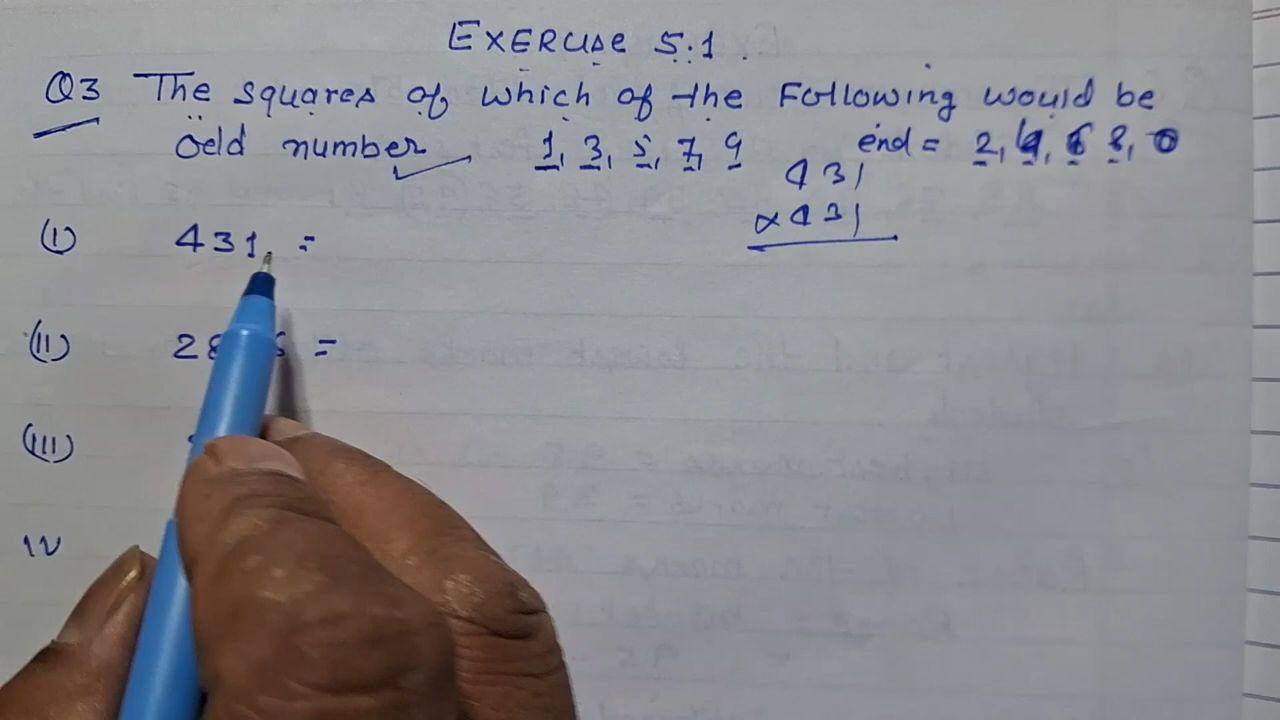 EXERCISE 5.1.
Q3 The squares of which of the Following would be
odd number 1, 3, 5, 7, 9 end = 2, 4, 6 8, 0
431
×431
(I) 431 =
(II) =
(III)
IV